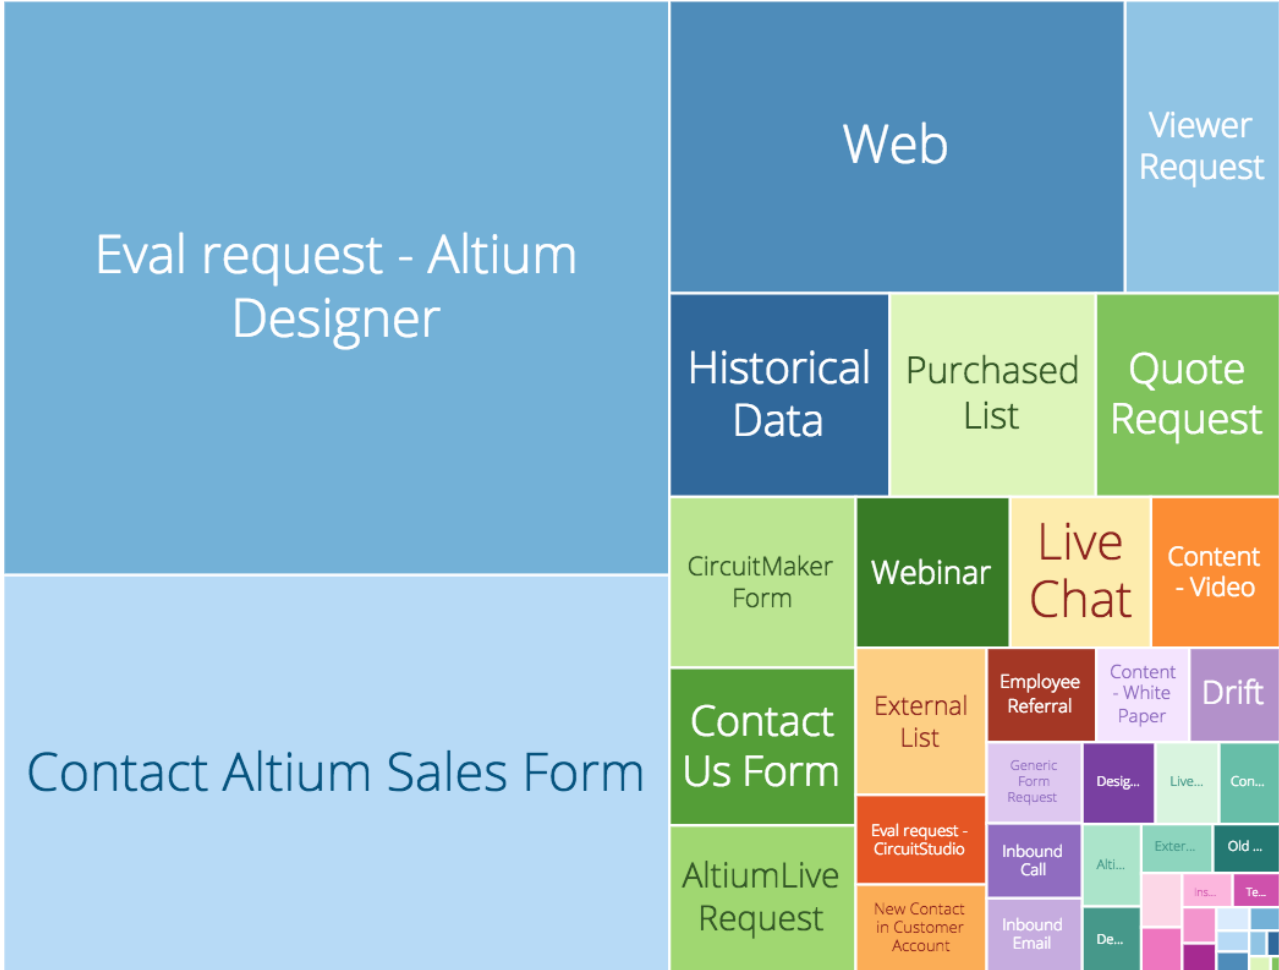 Eval request - Altium
Designer
Contact Altium Sales Form
Web
Viewer
Request
Historical
Data
Purchased
List
Quote
Request
CircuitMaker
Form
Webinar
Live
Chat
Content
- Video
Contact
Us Form
AltiumLive
Request
External
List
Employee
Referral
Content
- White
Paper
Drift
Eval request -
CircuitStudio
New Contact
in Customer
Account
Generic
Form
Request
Desig...
Live...
Con...
Inbound
Call
Inbound
Email
Alti...
Exter...
Old ...
De...
Ins...
Te...